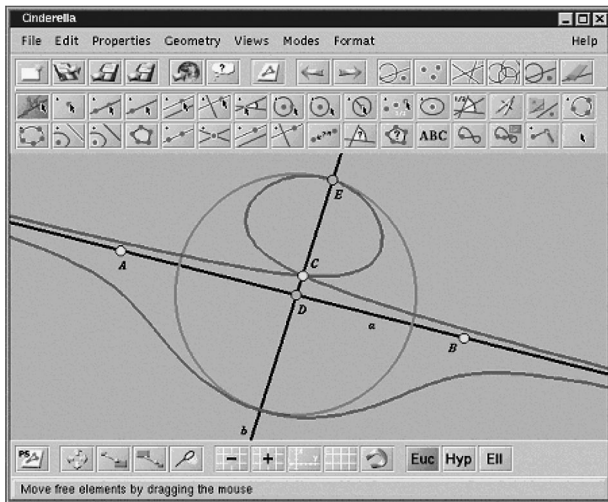 Cinderella
File Edit Properties Geometry Views Modes Format Help
ABC
E
C
A
D
a
B
b
PS
Euc Hyp Ell
Move free elements by dragging the mouse